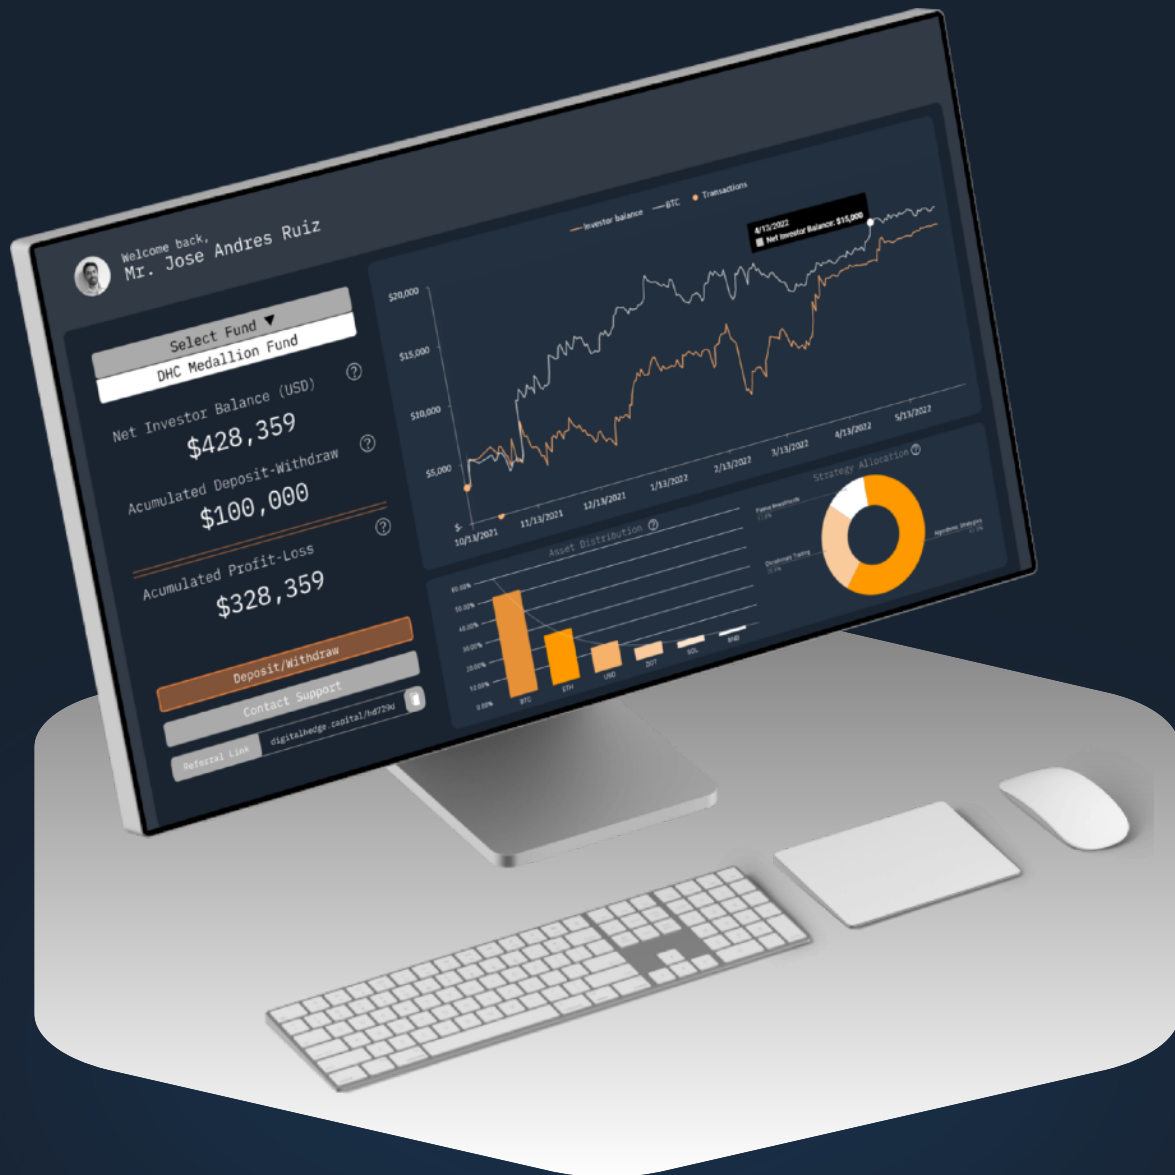 Welcome back,
Mr. Jose Andres Ruiz
Select Fund ▼
DHC Medallion Fund
Net Investor Balance (USD)
?
$428,359
Acumulated Deposit-Withdraw
?
$100,000
Acumulated Profit-Loss
?
$328,359
Deposit/Withdraw
Contact Support
Referral Link
digitalhedge.capital/hd729d
Investor balance
BTC
Transactions
4/13/2022
Net Investor Balance: $15,000
$20,000
$15,000
$10,000
$5,000
$-
10/13/2021
11/13/2021
12/13/2021
1/13/2022
2/13/2022
3/13/2022
4/13/2022
5/13/2022
Asset Distribution ?
60.00%
50.00%
40.00%
30.00%
20.00%
10.00%
0.00%
BTC
ETH
USD
DOT
SOL
BNB
Strategy Allocation ?